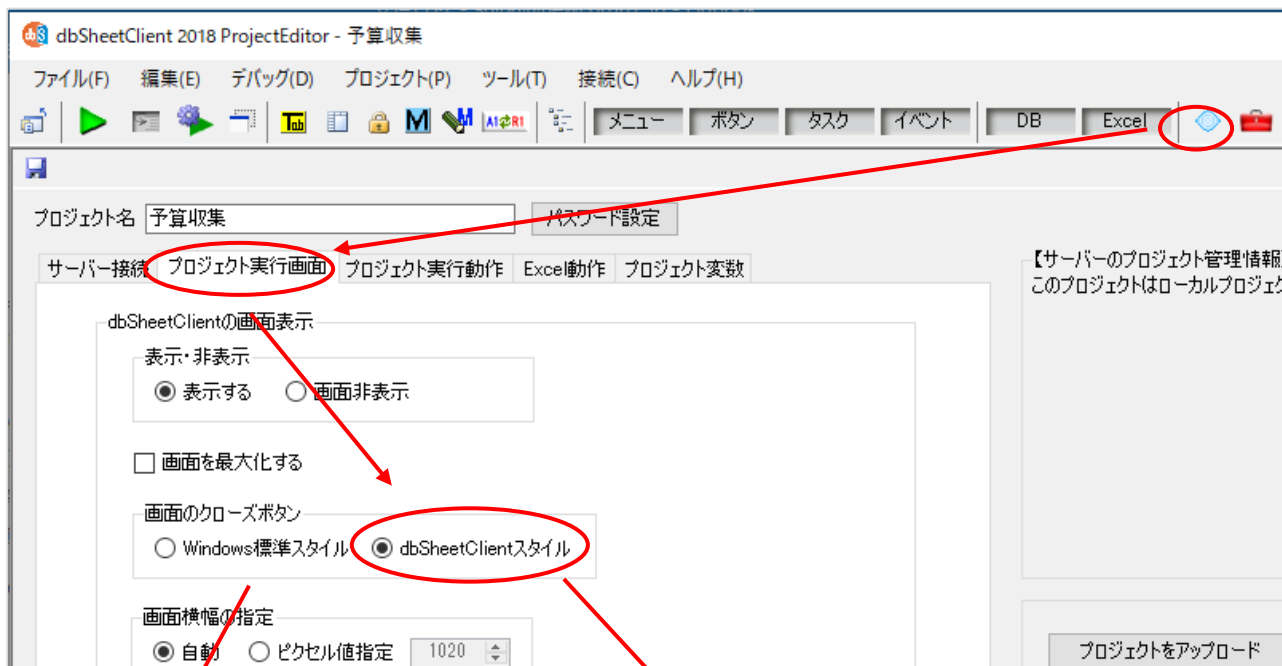 dbSheetClient 2018 ProjectEditor - 予算収集
ファイル(F) 編集(E) デバッグ(D) プロジェクト(P) ツール(T) 接続(C) ヘルプ(H)
Tab M M A1 R1 メニュー ボタン タスク イベント DB Excel
プロジェクト名 予算収集 パスワード設定
サーバー接続 プロジェクト実行画面 プロジェクト実行動作 Excel動作 プロジェクト変数
【サーバーのプロジェクト管理情報】
このプロジェクトはローカルプロジェク
dbSheetClientの画面表示
表示・非表示
表示する 画面非表示
画面を最大化する
画面のクローズボタン
Windows標準スタイル dbSheetClientスタイル
画面横幅の指定
自動 ピクセル値指定 1020
プロジェクトをアップロード